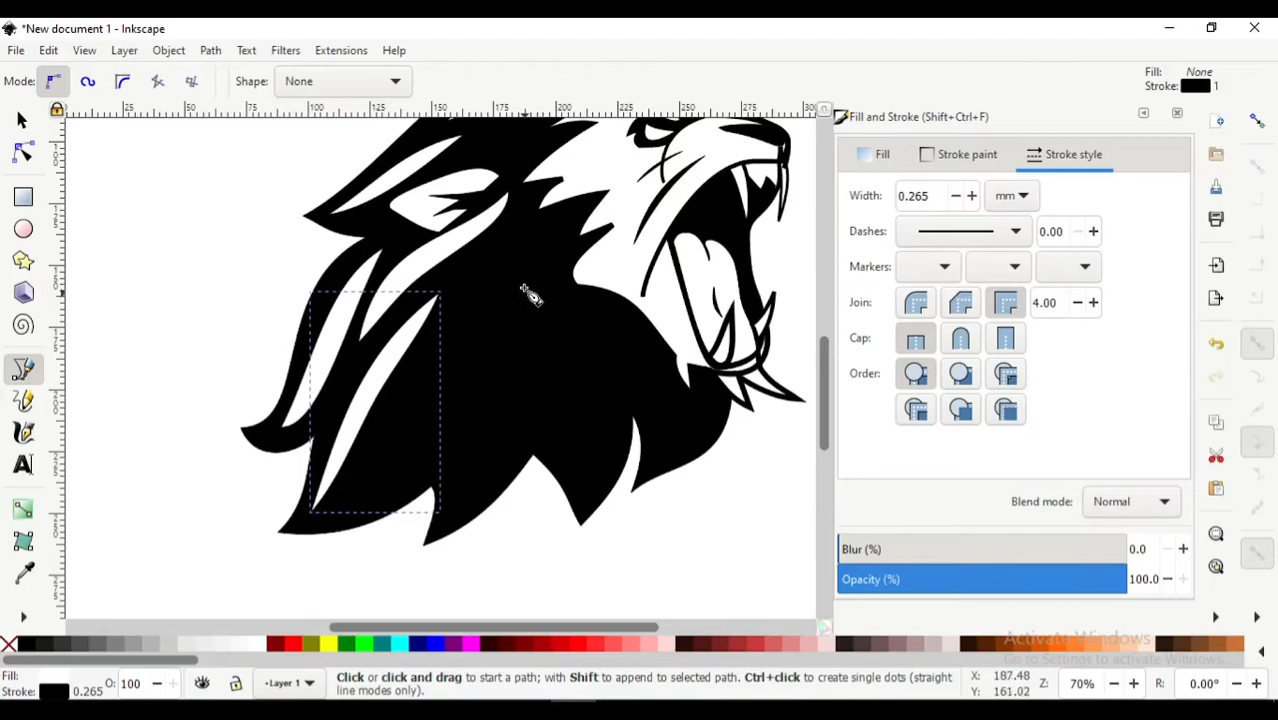 *New document 1 - Inkscape
File Edit View Layer Object Path Text Filters Extensions Help
Mode: Shape: None
Fill: None
Stroke: 1
25 50 75 100 125 150 175 200 225 250 275 300
Fill and Stroke (Shift+Ctrl+F)
Fill Stroke paint Stroke style
Width: 0.265 mm
Dashes: 0.00
Markers:
Join: 4.00
Cap:
Order:
Blend mode: Normal
Blur (%) 0.0
Opacity (%) 100.0
Activate Windows
Go to Settings to activate Windows.
Fill:
Stroke: 0.265
O: 100
•Layer 1
Click or click and drag to start a path; with Shift to append to selected path. Ctrl+click to create single dots (straight
line modes only).
X: 187.48
Y: 161.02
Z: 70%
R: 0.00°